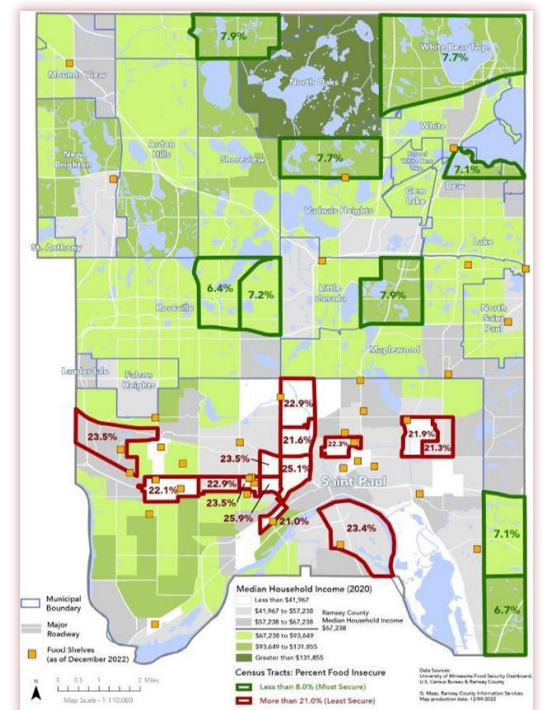 7.9%
White Bear Twp.
7.7%
Mounds View
North Oaks
White
Arden
Hills
New
Brighton
Shoreview
7.7%
7.1%
Bear
Gem
Lake
Vadnais Heights
St. Anthony
Lake
6.4%
7.2%
Little
Canada
7.9%
Roseville
North
Saint
Paul
Maplewood
Lauderdale
Falcon
Heights
22.9%
23.5%
21.6%
22.3%
21.9%
21.3%
23.5%
25.1%
Saint Paul
22.1%
22.9%
23.5%
25.9%
21.0%
23.4%
7.1%
6.7%
Municipal
Boundary
Major
Roadway
Food Shelves
(as of December 2022)
N
0 0.5 1 2 Miles
Map Scale - 1:110,000
Median Household Income (2020)
Less than $41,967
$41,967 to $57,238
$57,238 to $67,238
Ramsey County
Median Household Income
$67,238
$67,238 to $93,649
$93,649 to $131,855
Greater than $131,855
Census Tracts: Percent Food Insecure
Less than 8.0% (Most Secure)
More than 21.0% (Least Secure)
Data Sources:
University of Minnesota Food Security Dashboard,
U.S. Census Bureau & Ramsey County
G. Maas, Ramsey County Information Services
Map production date: 12/09/2022